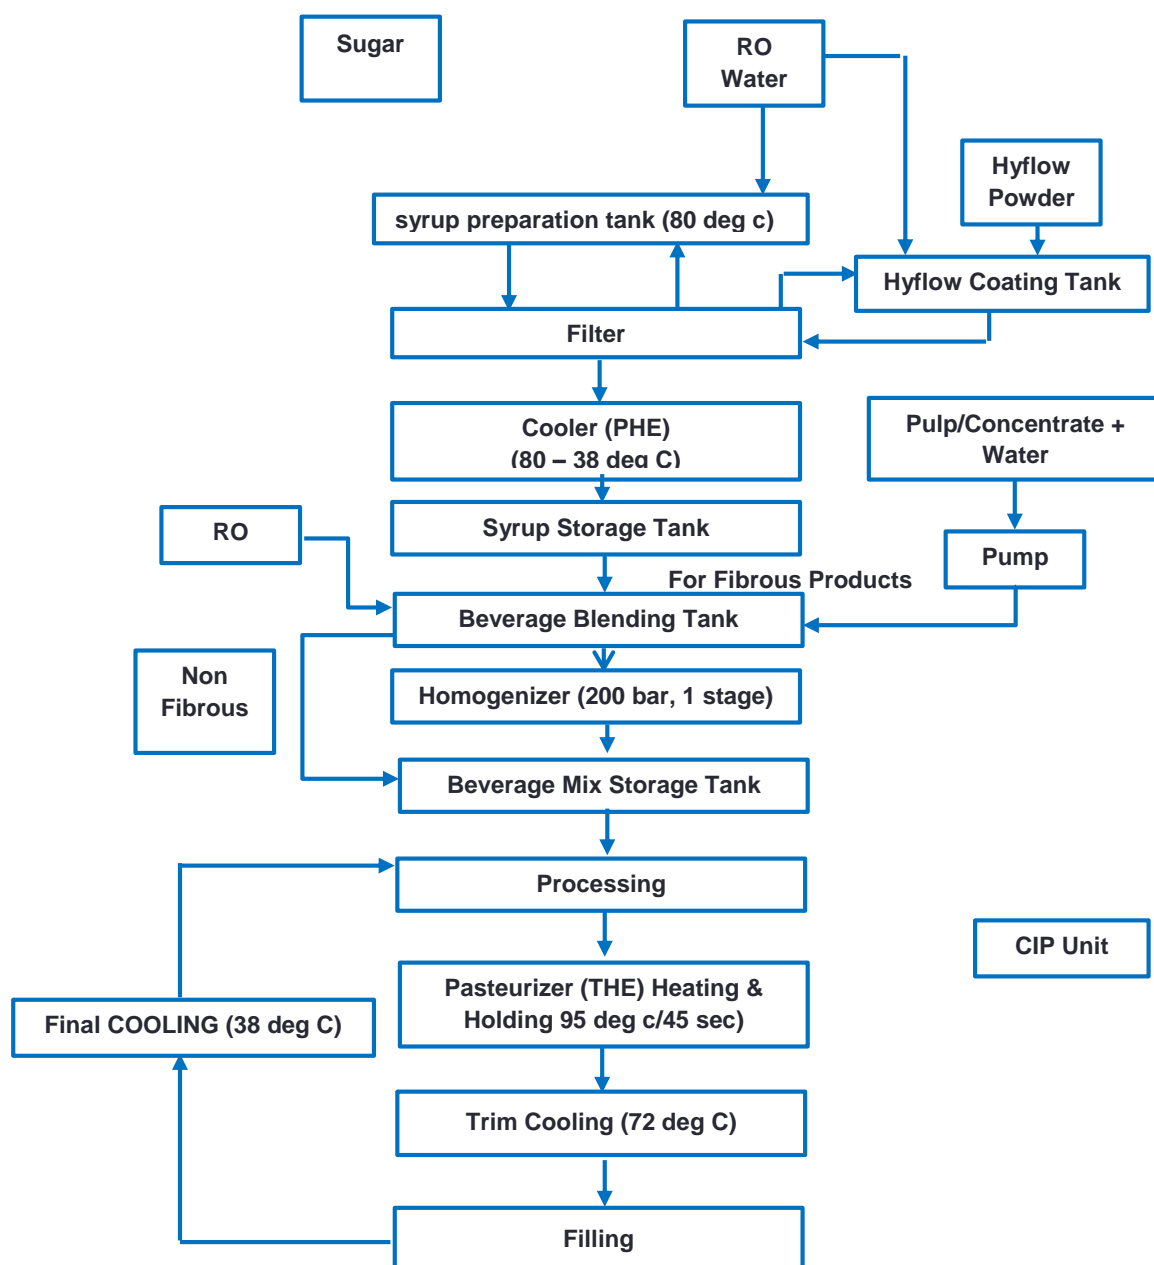 Sugar
RO
Water
Hyflow
Powder
syrup preparation tank (80 deg c)
Hyflow Coating Tank
Filter
Cooler (PHE)
(80 – 38 deg C)
Pulp/Concentrate +
Water
Syrup Storage Tank
RO
Pump
For Fibrous Products
Beverage Blending Tank
Non
Fibrous
Homogenizer (200 bar, 1 stage)
Beverage Mix Storage Tank
Processing
CIP Unit
Pasteurizer (THE) Heating &
Holding 95 deg c/45 sec)
Final COOLING (38 deg C)
Trim Cooling (72 deg C)
Filling